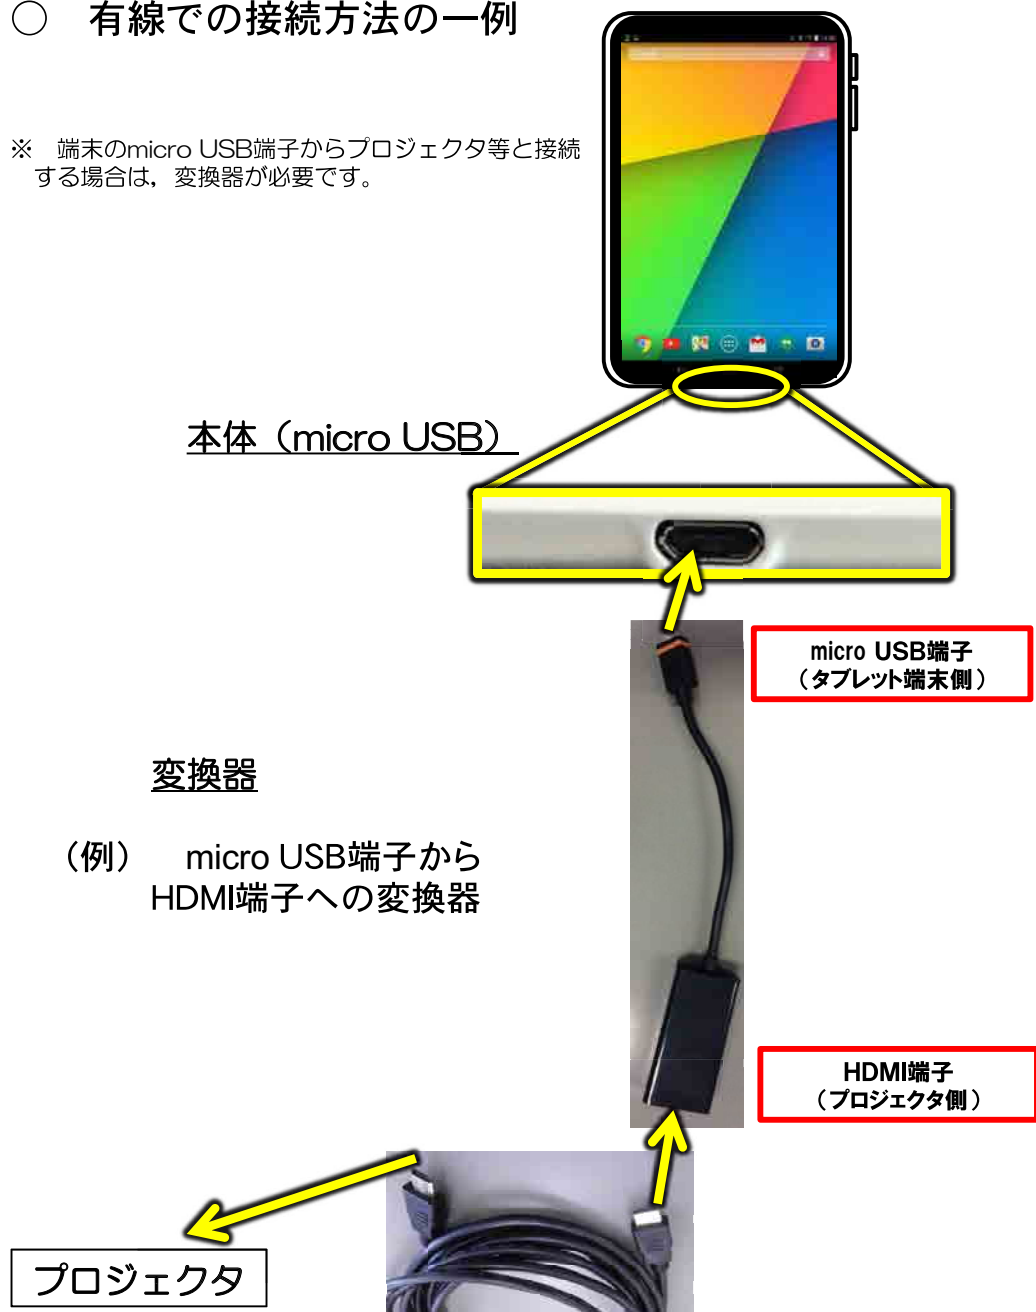 ○　有線での接続方法の一例
※　端末のmicro USB端子からプロジェクタ等と接続
する場合は，変換器が必要です。
本体（micro USB）
micro USB端子
（タブレット端末側）
変換器
（例）　micro USB端子から
HDMI端子への変換器
HDMI端子
（プロジェクタ側）
プロジェクタ